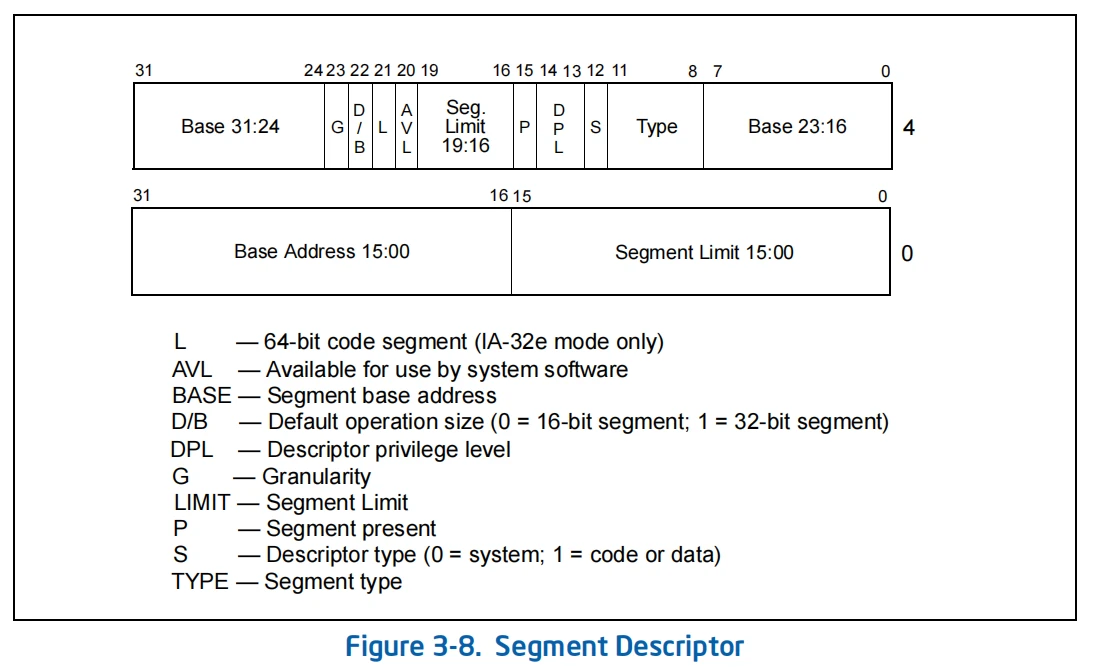 31 24 23 22 21 20 19 16 15 14 13 12 11 8 7 0
Base 31:24 G D/B L AVL Seg. Limit 19:16 P DPL S Type Base 23:16 4
31 16 15 0
Base Address 15:00 Segment Limit 15:00 0
L — 64-bit code segment (IA-32e mode only)
AVL — Available for use by system software
BASE — Segment base address
D/B — Default operation size (0 = 16-bit segment; 1 = 32-bit segment)
DPL — Descriptor privilege level
G — Granularity
LIMIT — Segment Limit
P — Segment present
S — Descriptor type (0 = system; 1 = code or data)
TYPE — Segment type
Figure 3-8. Segment Descriptor